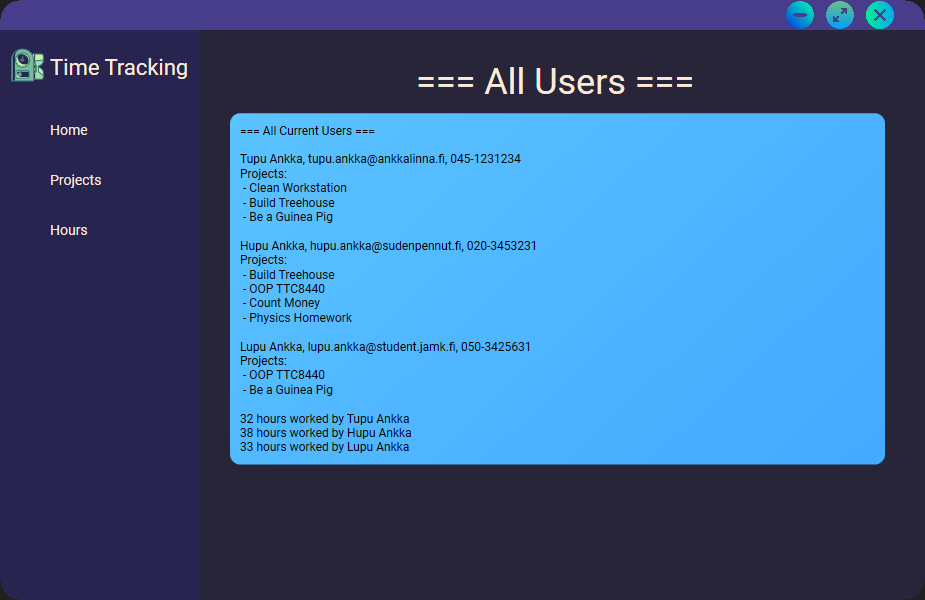 Time Tracking
Home
Projects
Hours
=== All Users ===
=== All Current Users ===
Tupu Ankka, tupu.ankka@ankkalinna.fi, 045-1231234
Projects:
- Clean Workstation
- Build Treehouse
- Be a Guinea Pig
Hupu Ankka, hupu.ankka@sudenpennut.fi, 020-3453231
Projects:
- Build Treehouse
- OOP TTC8440
- Count Money
- Physics Homework
Lupu Ankka, lupu.ankka@student.jamk.fi, 050-3425631
Projects:
- OOP TTC8440
- Be a Guinea Pig
32 hours worked by Tupu Ankka
38 hours worked by Hupu Ankka
33 hours worked by Lupu Ankka